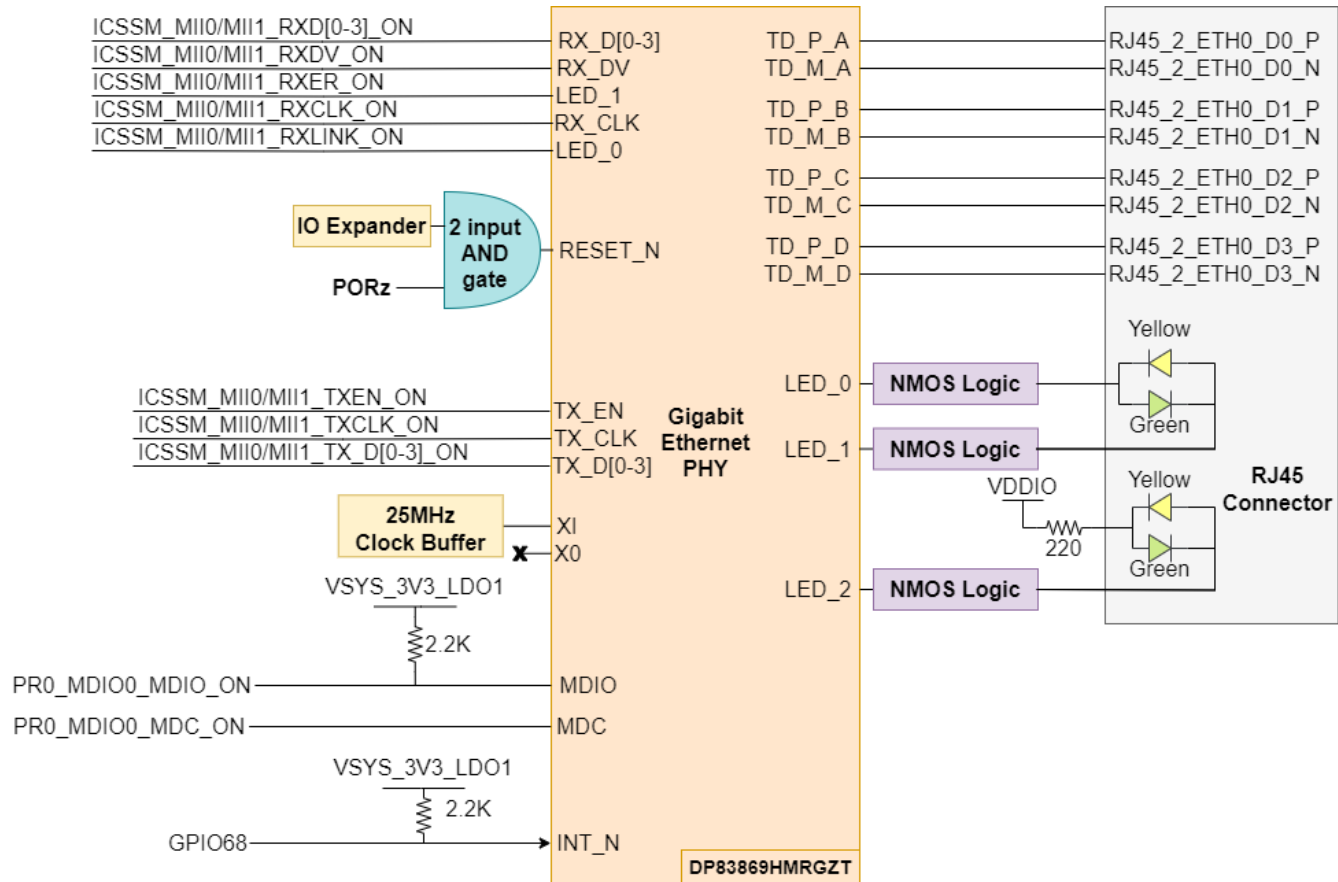 ICSSM_MII0/MII1_RXD[0-3]_ON
ICSSM_MII0/MII1_RXDV_ON
ICSSM_MII0/MII1_RXER_ON
ICSSM_MII0/MII1_RXCLK_ON
ICSSM_MII0/MII1_RXLINK_ON
RX_D[0-3]
RX_DV
LED_1
RX_CLK
LED_0
IO Expander
PORz
2 input
AND
gate
RESET_N
ICSSM_MII0/MII1_TXEN_ON
ICSSM_MII0/MII1_TXCLK_ON
ICSSM_MII0/MII1_TX_D[0-3]_ON
TX_EN
TX_CLK
TX_D[0-3]
25MHz
Clock Buffer
XI
X0
VSYS_3V3_LDO1
2.2K
PR0_MDIO0_MDIO_ON
MDIO
PR0_MDIO0_MDC_ON
MDC
VSYS_3V3_LDO1
2.2K
GPIO68
INT_N
Gigabit
Ethernet
PHY
DP83869HMRGZT
TD_P_A
TD_M_A
TD_P_B
TD_M_B
TD_P_C
TD_M_C
TD_P_D
TD_M_D
LED_0
LED_1
LED_2
NMOS Logic
NMOS Logic
VDDIO
220
NMOS Logic
RJ45_2_ETH0_D0_P
RJ45_2_ETH0_D0_N
RJ45_2_ETH0_D1_P
RJ45_2_ETH0_D1_N
RJ45_2_ETH0_D2_P
RJ45_2_ETH0_D2_N
RJ45_2_ETH0_D3_P
RJ45_2_ETH0_D3_N
Yellow
Green
Yellow
Green
RJ45
Connector